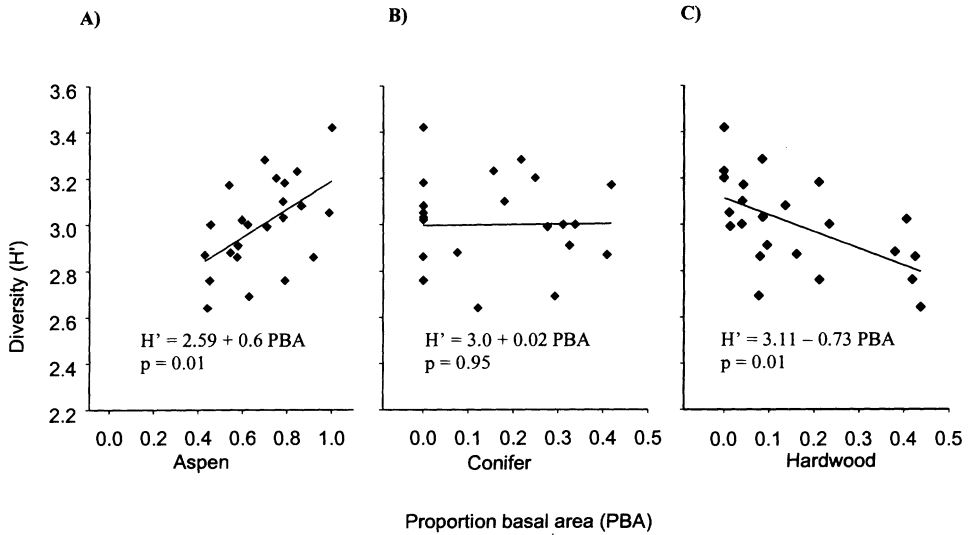 A)
B)
C)
Diversity (H')
3.6
3.4
3.2
3.0
2.8
2.6
2.4
2.2
H' = 2.59 + 0.6 PBA
p = 0.01
H' = 3.0 + 0.02 PBA
p = 0.95
H' = 3.11 – 0.73 PBA
p = 0.01
0.0 0.2 0.4 0.6 0.8 1.0
Aspen
0.0 0.1 0.2 0.3 0.4 0.5
Conifer
0.0 0.1 0.2 0.3 0.4 0.5
Hardwood
Proportion basal area (PBA)